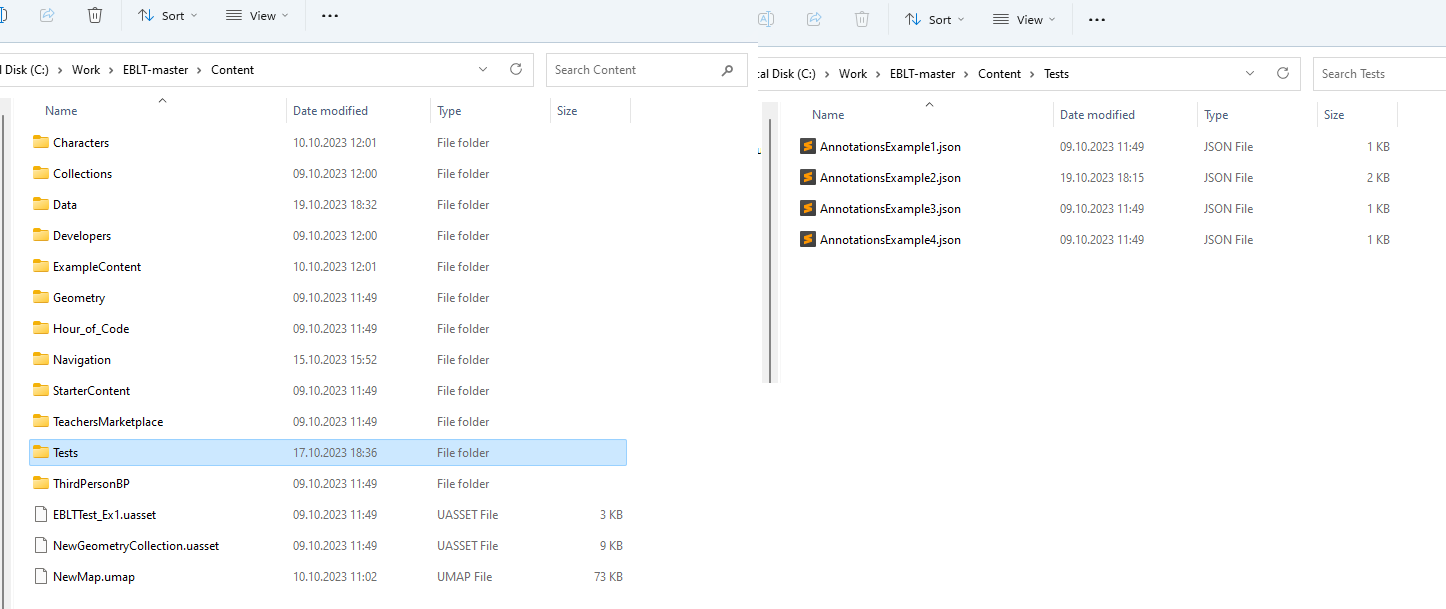 Sort View ...
l Disk (C:) > Work > EBLT-master > Content
Search Content
Name Date modified Type Size
Characters 10.10.2023 12:01 File folder
Collections 09.10.2023 12:00 File folder
Data 19.10.2023 18:32 File folder
Developers 09.10.2023 12:00 File folder
ExampleContent 10.10.2023 12:01 File folder
Geometry 09.10.2023 11:49 File folder
Hour_of_Code 09.10.2023 11:49 File folder
Navigation 15.10.2023 15:52 File folder
StarterContent 09.10.2023 11:49 File folder
TeachersMarketplace 09.10.2023 11:49 File folder
Tests 17.10.2023 18:36 File folder
ThirdPersonBP 09.10.2023 11:49 File folder
EBLTTest_Ex1.uasset 09.10.2023 11:49 UASSET File 3 KB
NewGeometryCollection.uasset 09.10.2023 11:49 UASSET File 9 KB
NewMap.umap 10.10.2023 11:02 UMAP File 73 KB
Sort View ...
cal Disk (C:) > Work > EBLT-master > Content > Tests
Search Tests
Name Date modified Type Size
AnnotationsExample1.json 09.10.2023 11:49 JSON File 1 KB
AnnotationsExample2.json 19.10.2023 18:15 JSON File 2 KB
AnnotationsExample3.json 09.10.2023 11:49 JSON File 1 KB
AnnotationsExample4.json 09.10.2023 11:49 JSON File 1 KB